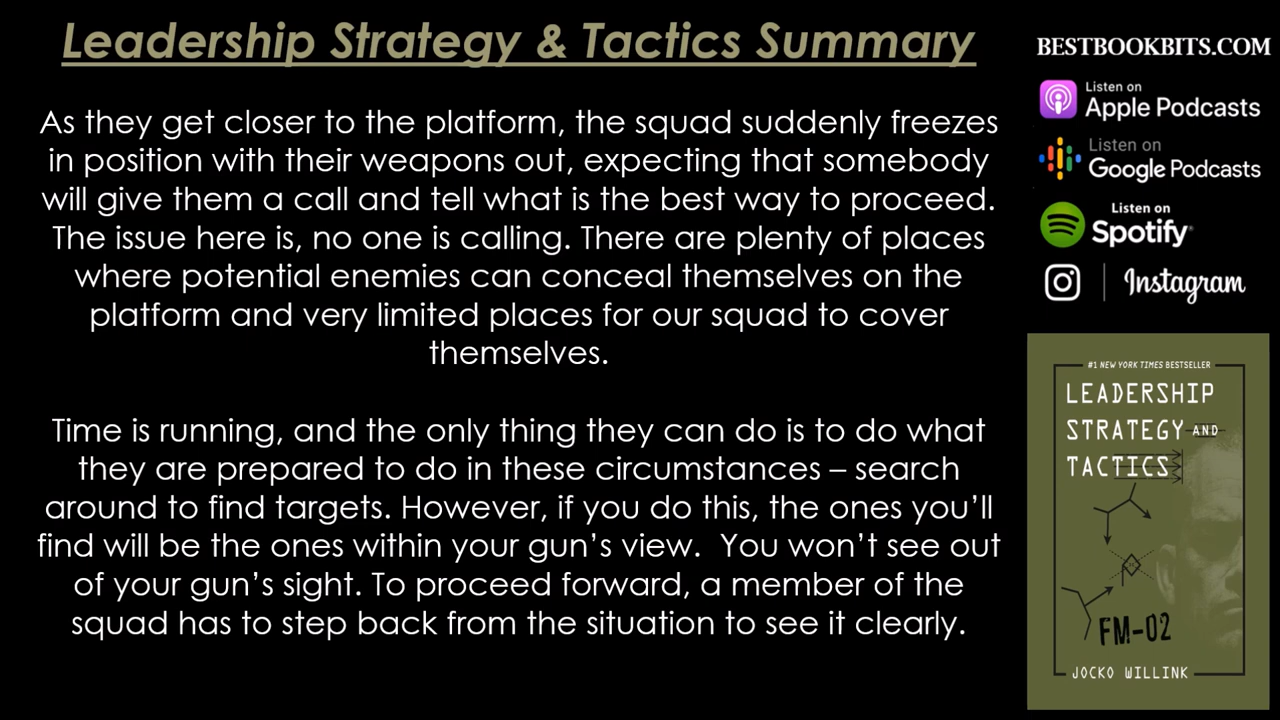 Leadership Strategy & Tactics Summary
As they get closer to the platform, the squad suddenly freezes
in position with their weapons out, expecting that somebody
will give them a call and tell what is the best way to proceed.
The issue here is, no one is calling. There are plenty of places
where potential enemies can conceal themselves on the
platform and very limited places for our squad to cover
themselves.
Time is running, and the only thing they can do is to do what
they are prepared to do in these circumstances – search
around to find targets. However, if you do this, the ones you’ll
find will be the ones within your gun’s view.  You won’t see out
of your gun’s sight. To proceed forward, a member of the
squad has to step back from the situation to see it clearly.
BESTBOOKBITS.COM
Listen on
Apple Podcasts
Listen on
Google Podcasts
Listen on
Spotify
Instagram
#1 NEW YORK TIMES BESTSELLER
LEADERSHIP
STRATEGY AND
TACTICS
FM-02
JOCKO WILLINK